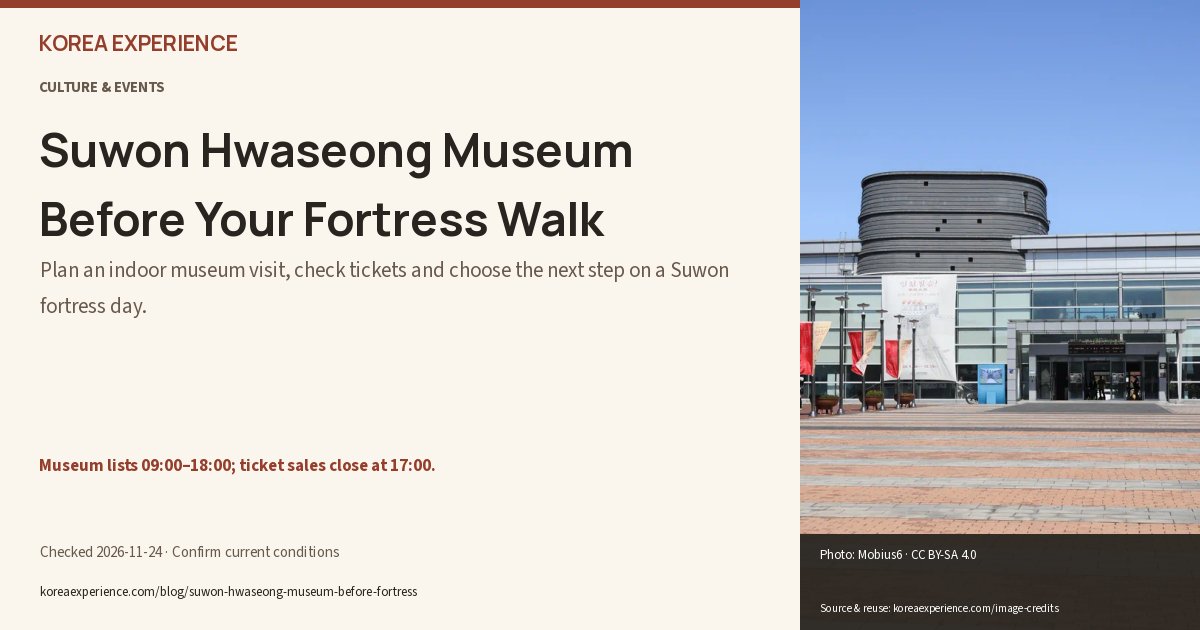 KOREA EXPERIENCE
CULTURE & EVENTS
Suwon Hwaseong Museum
Before Your Fortress Walk
Plan an indoor museum visit, check tickets and choose the next step on a Suwon
fortress day.
Museum lists 09:00–18:00; ticket sales close at 17:00.
Checked 2026-11-24 · Confirm current conditions
koreaexperience.com/blog/suwon-hwaseong-museum-before-fortress
Photo: Mobius6 · CC BY-SA 4.0
Source & reuse: koreaexperience.com/image-credits